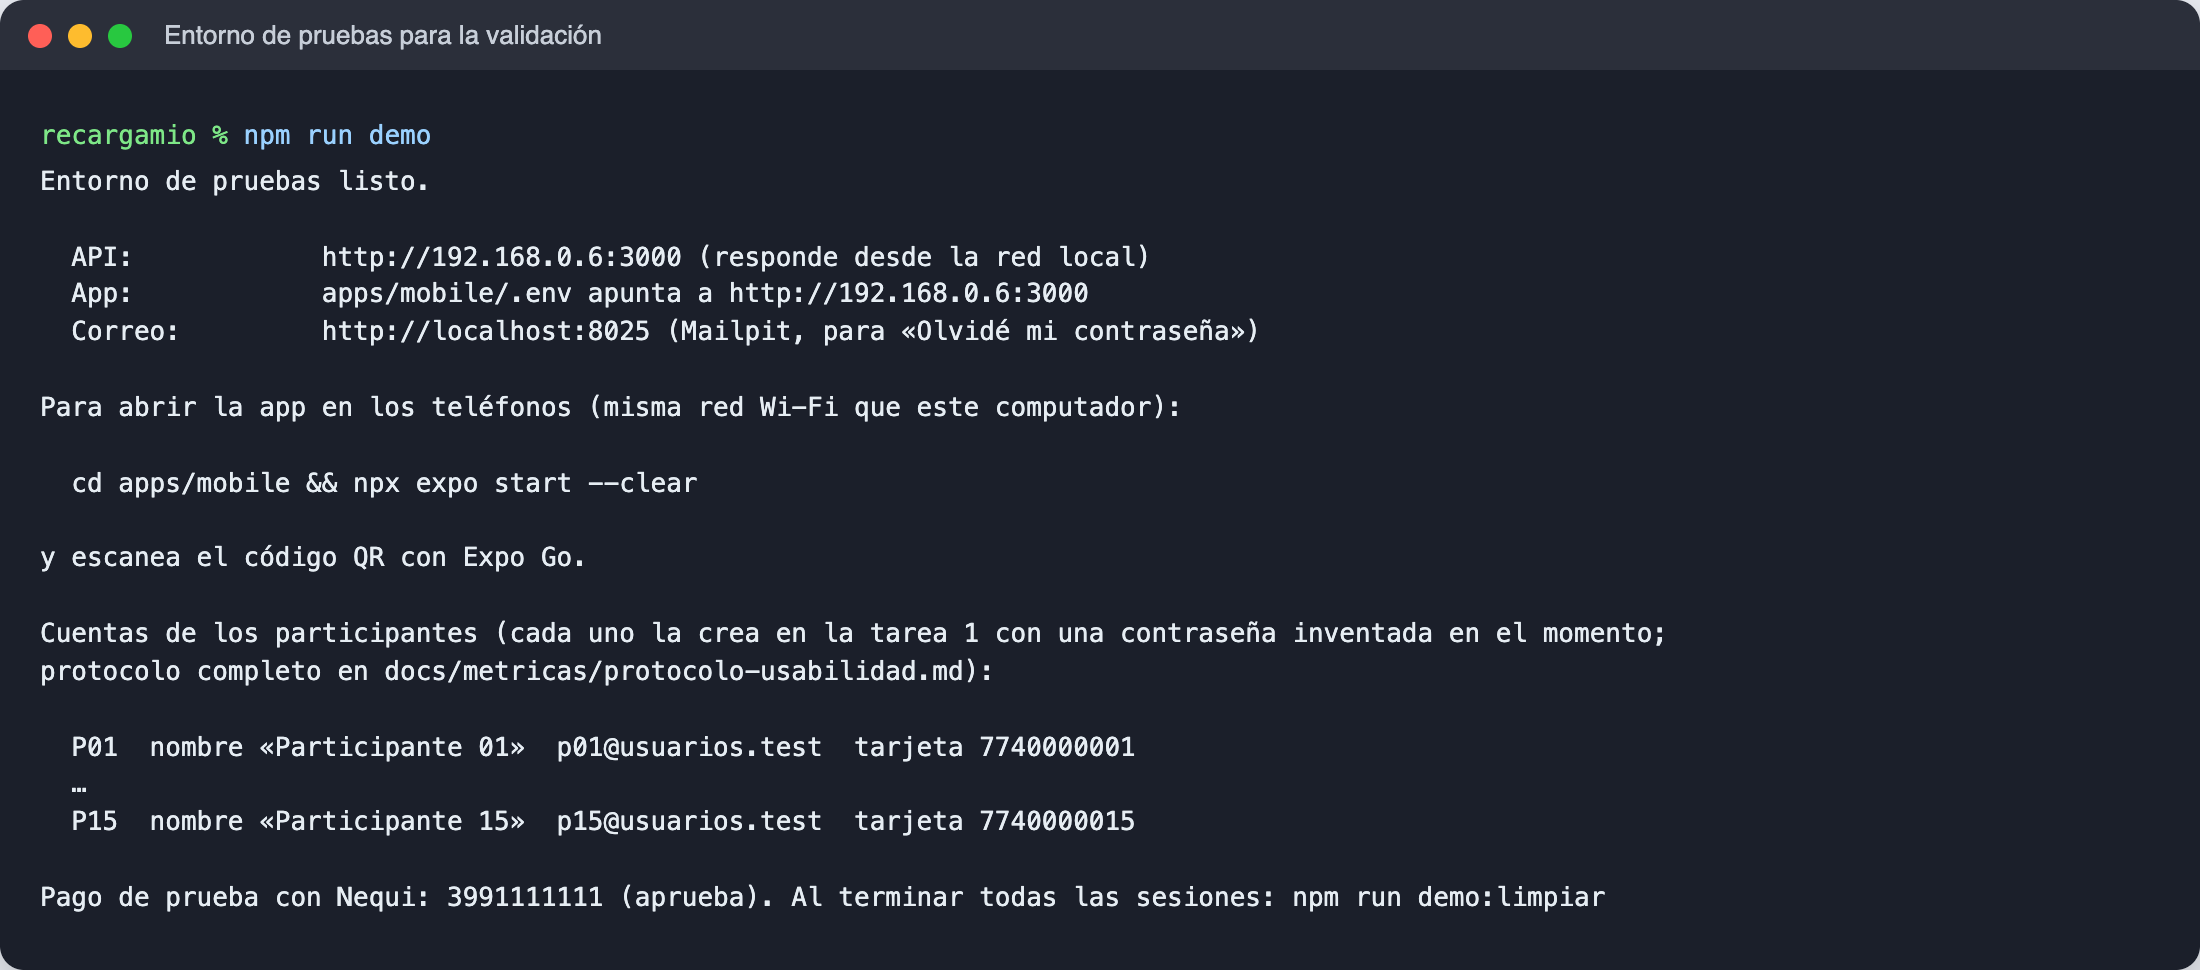 Entorno de pruebas para la validación
recargamio % npm run demo
Entorno de pruebas listo.
API: http://192.168.0.6:3000 (responde desde la red local)
App: apps/mobile/.env apunta a http://192.168.0.6:3000
Correo: http://localhost:8025 (Mailpit, para «Olvidé mi contraseña»)
Para abrir la app en los teléfonos (misma red Wi-Fi que este computador):
cd apps/mobile && npx expo start --clear
y escanea el código QR con Expo Go.
Cuentas de los participantes (cada uno la crea en la tarea 1 con una contraseña inventada en el momento;
protocolo completo en docs/metricas/protocolo-usabilidad.md):
P01 nombre «Participante 01» p01@usuarios.test tarjeta 7740000001
…
P15 nombre «Participante 15» p15@usuarios.test tarjeta 7740000015
Pago de prueba con Nequi: 3991111111 (aprueba). Al terminar todas las sesiones: npm run demo:limpiar